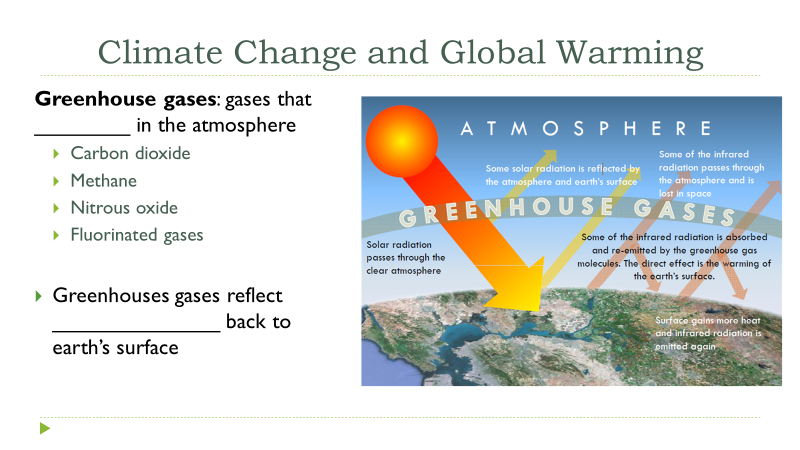 Climate Change and Global Warming
Greenhouse gases: gases that
_________ in the atmosphere
Carbon dioxide
Methane
Nitrous oxide
Fluorinated gases
Greenhouses gases reflect
________________ back to
earth's surface
ATMOSPHERE
Some solar radiation is reflected by
the atmosphere and earth's surface
Some of the infrared
radiation passes through
the atmosphere and is
lost in space
GREENHOUSE GASES
Solar radiation
passes through the
clear atmosphere
Some of the infrared radiation is absorbed
and re-emitted by the greenhouse gas
molecules. The direct effect is the warming of
the earth's surface.
Surface gains more heat
and infrared radiation is
emitted again